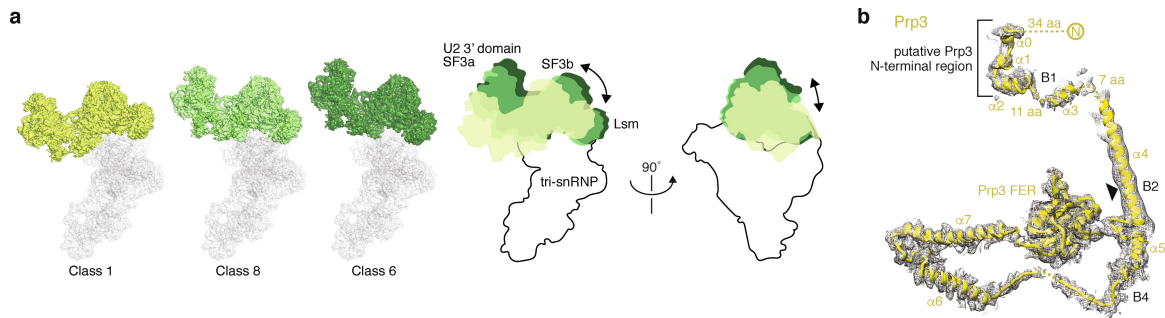 a
U2 3' domain
SF3a
SF3b
Lsm
tri-snRNP
90°
Class 1
Class 8
Class 6
b
Prp3
34 aa
N
putative Prp3
N-terminal region
α0
α1
B1
7 aa
α2
11 aa
α3
α4
B2
Prp3 FER
α7
α5
α6
B4